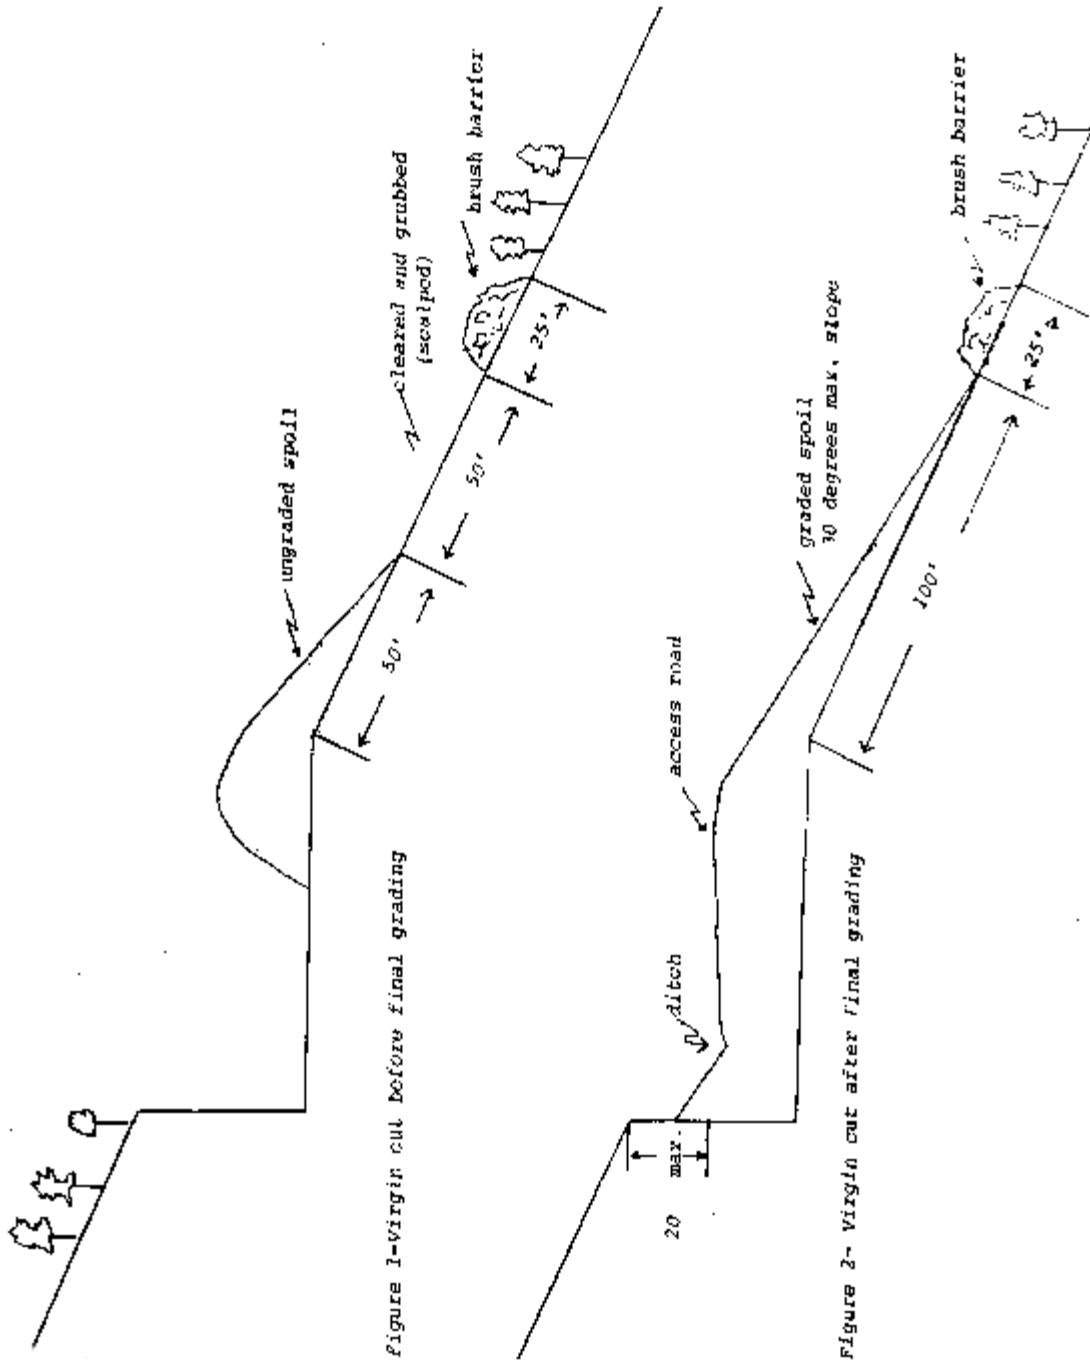 ungraded spoil
cleared and grubbed
(scalped)
brush barrier
50'
50'
25'
Figure 1-Virgin cut before final grading
ditch
access road
graded spoil
30 degrees max. slope
brush barrier
20
max.
100'
25'
Figure 2- Virgin cut after final grading